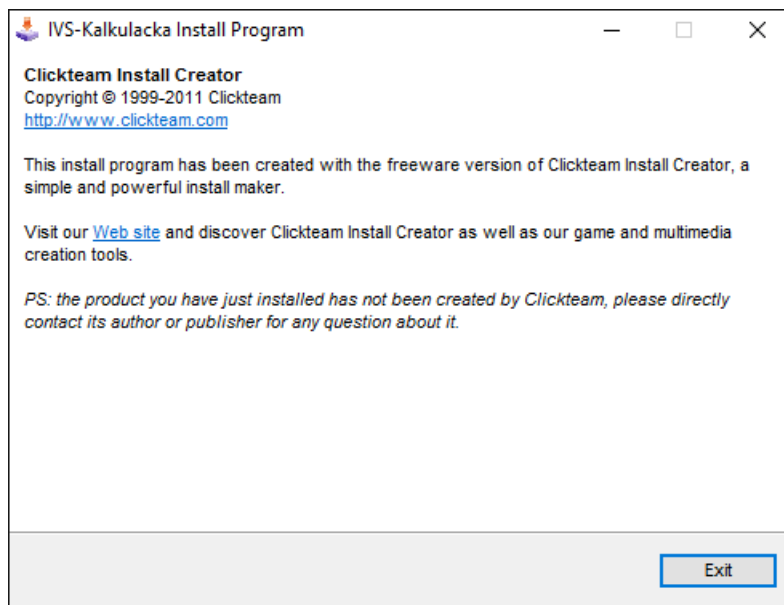 IVS-Kalkulacka Install Program
Clickteam Install Creator
Copyright © 1999-2011 Clickteam
http://www.clickteam.com
This install program has been created with the freeware version of Clickteam Install Creator, a
simple and powerful install maker.
Visit our Web site and discover Clickteam Install Creator as well as our game and multimedia
creation tools.
PS: the product you have just installed has not been created by Clickteam, please directly
contact its author or publisher for any question about it.
Exit